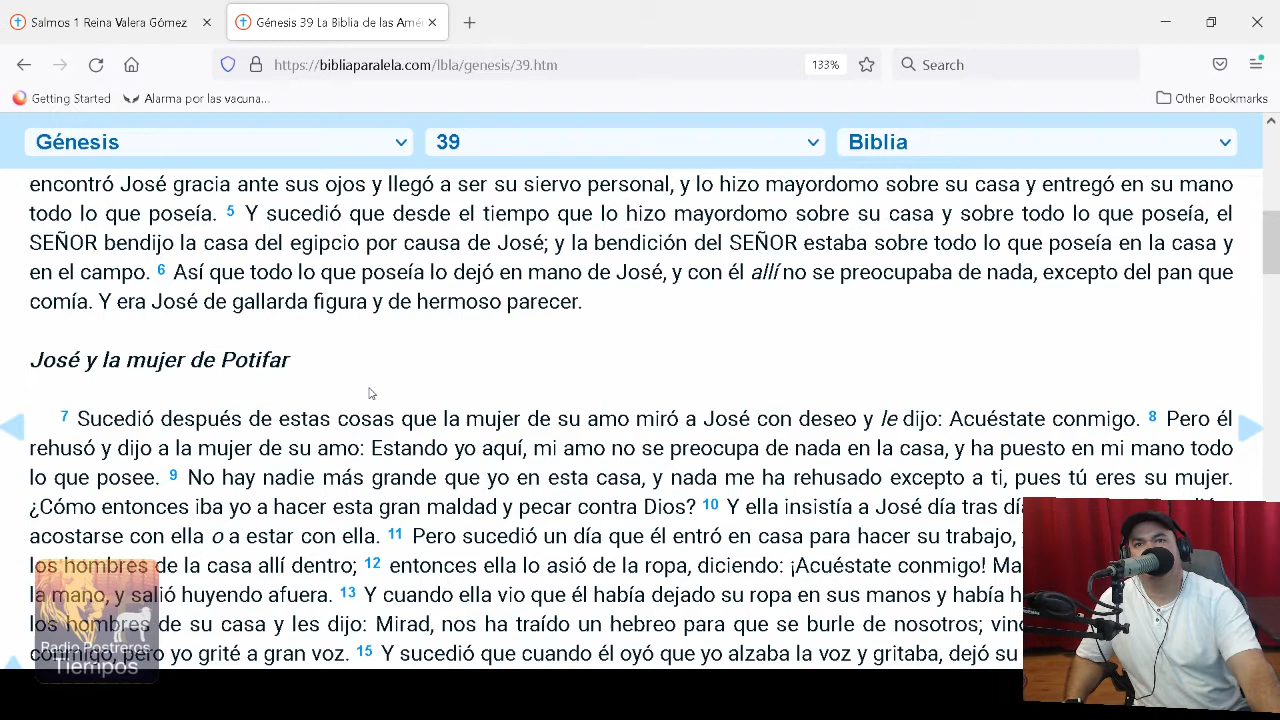 Salmos 1 Reina Valera Gómez
Génesis 39 La Biblia de las Amé
https://bibliaparalela.com/lbla/genesis/39.htm
133%
Search
Getting Started
Alarma por las vacuna...
Other Bookmarks
Génesis
39
Biblia
encontró José gracia ante sus ojos y llegó a ser su siervo personal, y lo hizo mayordomo sobre su casa y entregó en su mano
todo lo que poseía. 5 Y sucedió que desde el tiempo que lo hizo mayordomo sobre su casa y sobre todo lo que poseía, el
SEÑOR bendijo la casa del egipcio por causa de José; y la bendición del SEÑOR estaba sobre todo lo que poseía en la casa y
en el campo. 6 Así que todo lo que poseía lo dejó en mano de José, y con él allí no se preocupaba de nada, excepto del pan que
comía. Y era José de gallarda figura y de hermoso parecer.
José y la mujer de Potifar
7 Sucedió después de estas cosas que la mujer de su amo miró a José con deseo y le dijo: Acuéstate conmigo. 8 Pero él
rehusó y dijo a la mujer de su amo: Estando yo aquí, mi amo no se preocupa de nada en la casa, y ha puesto en mi mano todo
lo que posee. 9 No hay nadie más grande que yo en esta casa, y nada me ha rehusado excepto a ti, pues tú eres su mujer.
¿Cómo entonces iba yo a hacer esta gran maldad y pecar contra Dios? 10 Y ella insistía a José día tras
acostarse con ella o a estar con ella. 11 Pero sucedió un día que él entró en casa para hacer su trabajo,
los hombres de la casa allí dentro; 12 entonces ella lo asió de la ropa, diciendo: ¡Acuéstate conmigo!
la mano, y salió huyendo afuera. 13 Y cuando ella vio que él había dejado su ropa en sus manos y había
los hombres de su casa y les dijo: Mirad, nos ha traído un hebreo para que se burle de nosotros;
pero yo grité a gran voz. 15 Y sucedió que cuando él oyó que yo alzaba la voz y gritaba, dejó su
Radio Postreros
Tiempos